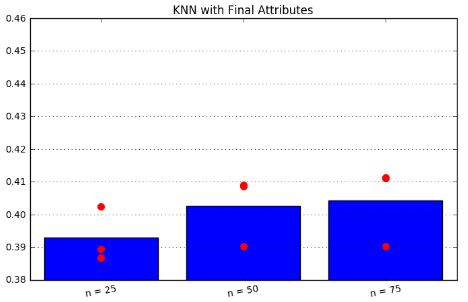 KNN with Final Attributes
0.46
0.45
0.44
0.43
0.42
0.41
0.40
0.39
0.38
n = 25
n = 50
n = 75